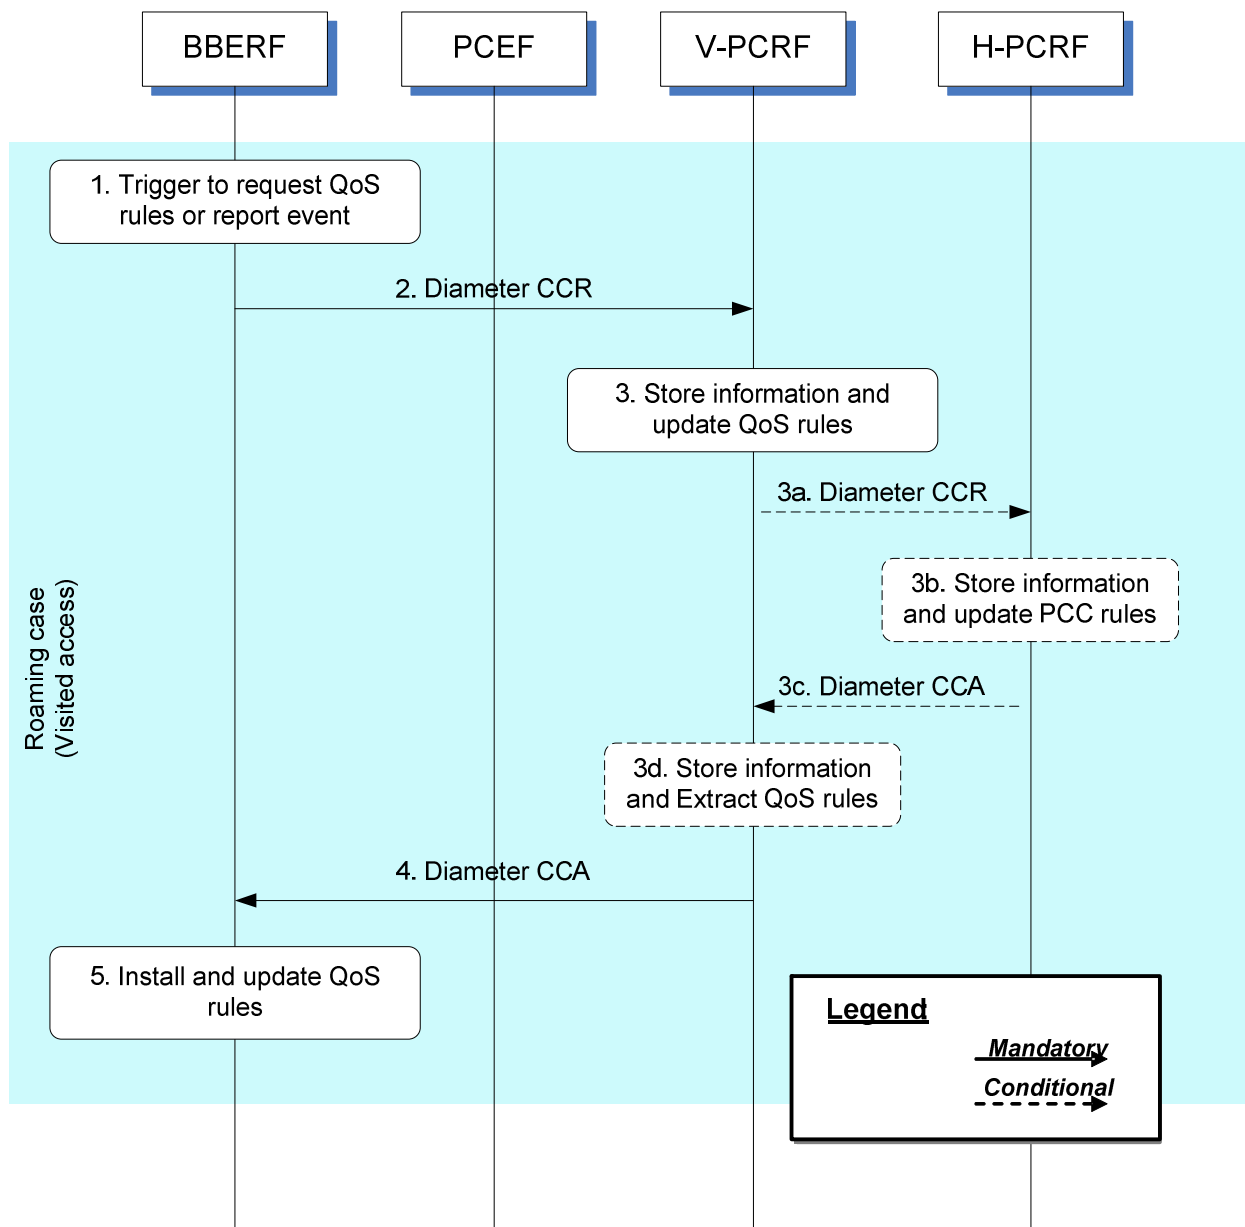 BBERF
PCEF
V-PCRF
H-PCRF
1. Trigger to request QoS
rules or report event
2. Diameter CCR
3. Store information and
update QoS rules
3a. Diameter CCR
3b. Store information
and update PCC rules
Roaming case
(Visited access)
3c. Diameter CCA
3d. Store information
and Extract QoS rules
4. Diameter CCA
5. Install and update QoS
rules
Legend
Mandatory
Conditional